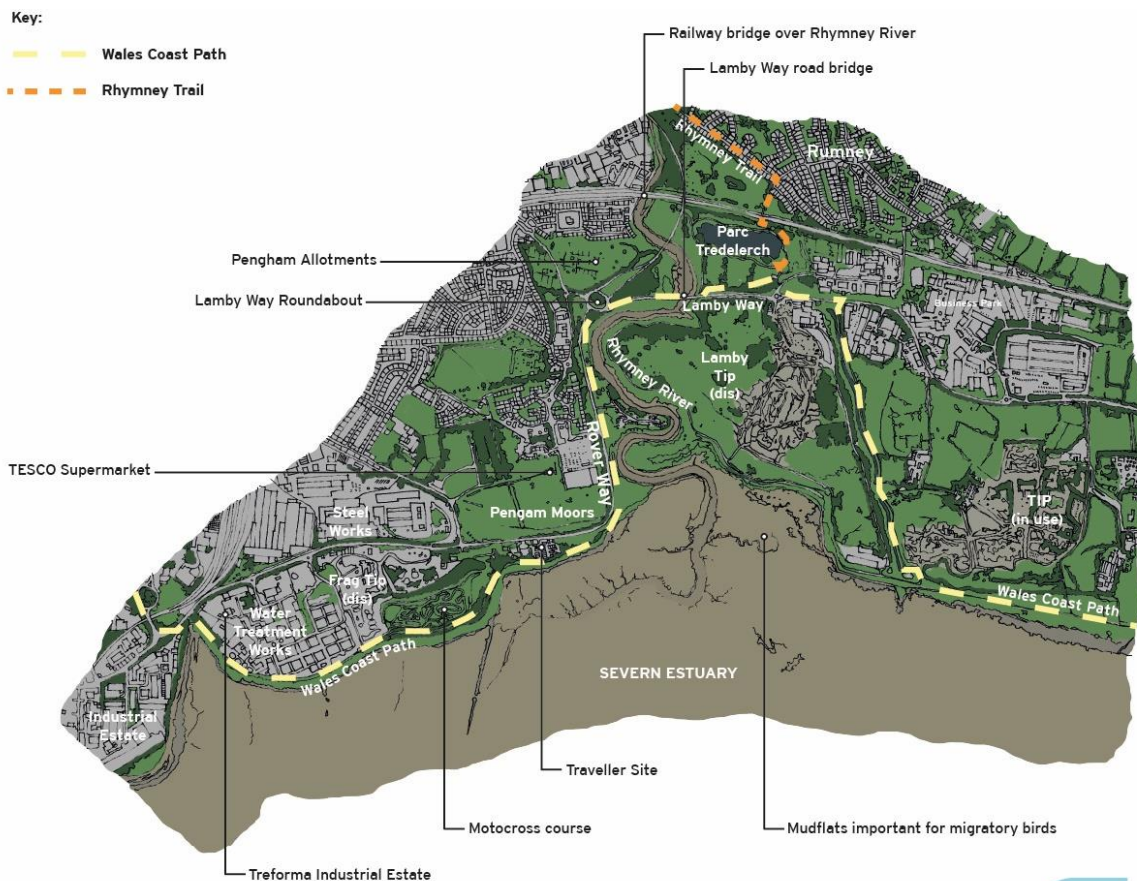 Key:
Wales Coast Path
Rhymney Trail
Railway bridge over Rhymney River
Lamby Way road bridge
Rhymney Trail
Rumney
Parc
Tredelerch
Pengham Allotments
Lamby Way Roundabout
Lamby Way
Business Park
Rhymney River
Lamby
Tip
(dis)
Rover Way
TESCO Supermarket
Pengam Moors
Steel
Works
TIP
(in use)
Frag Tip
(dis)
Water
Treatment
Works
Wales Coast Path
Wales Coast Path
SEVERN ESTUARY
Industrial
Estate
Traveller Site
Motocross course
Mudflats important for migratory birds
Treforma Industrial Estate